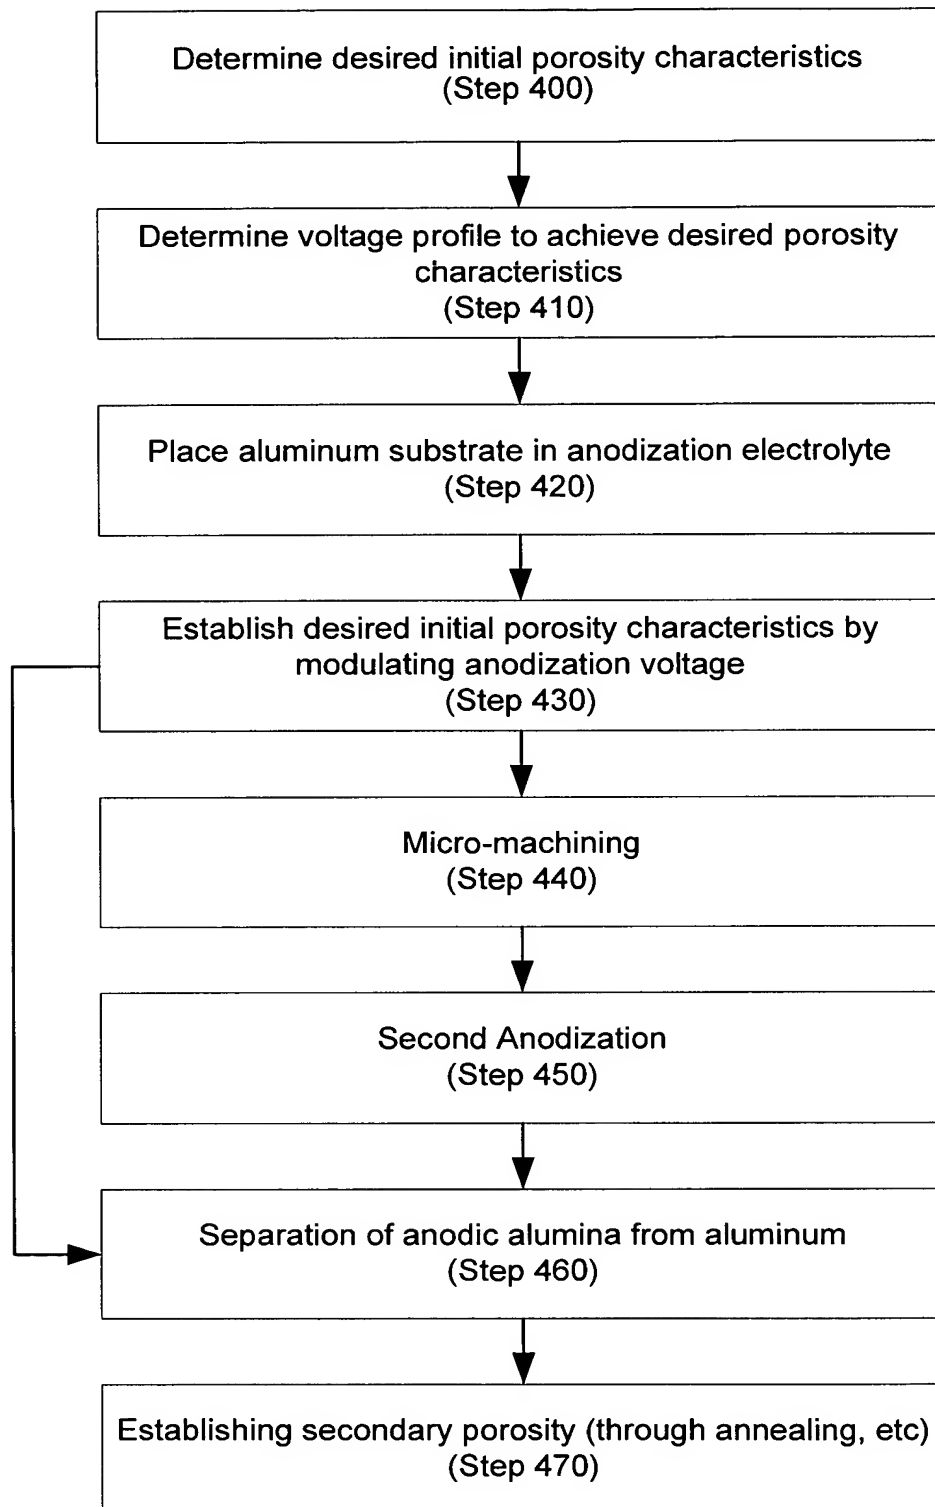 Determine desired initial porosity characteristics
(Step 400)
Determine voltage profile to achieve desired porosity
characteristics
(Step 410)
Place aluminum substrate in anodization electrolyte
(Step 420)
Establish desired initial porosity characteristics by
modulating anodization voltage
(Step 430)
Micro-machining
(Step 440)
Second Anodization
(Step 450)
Separation of anodic alumina from aluminum
(Step 460)
Establishing secondary porosity (through annealing, etc)
(Step 470)